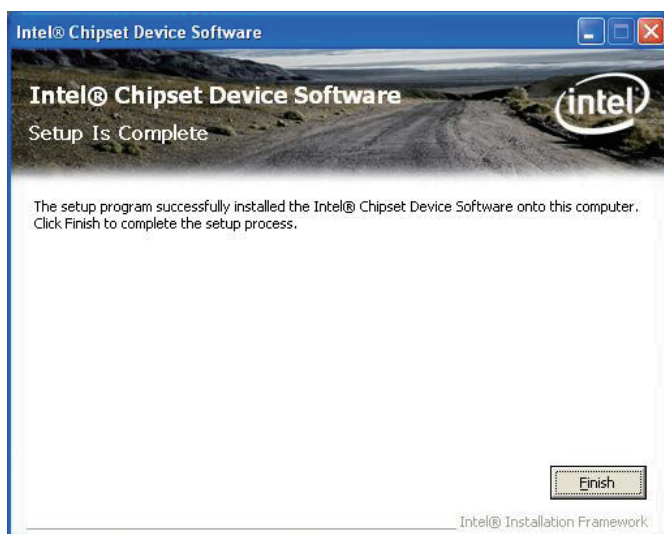 Intel® Chipset Device Software
Intel® Chipset Device Software
intel
Setup Is Complete
The setup program successfully installed the Intel® Chipset Device Software onto this computer.
Click Finish to complete the setup process.
Finish
Intel® Installation Framework